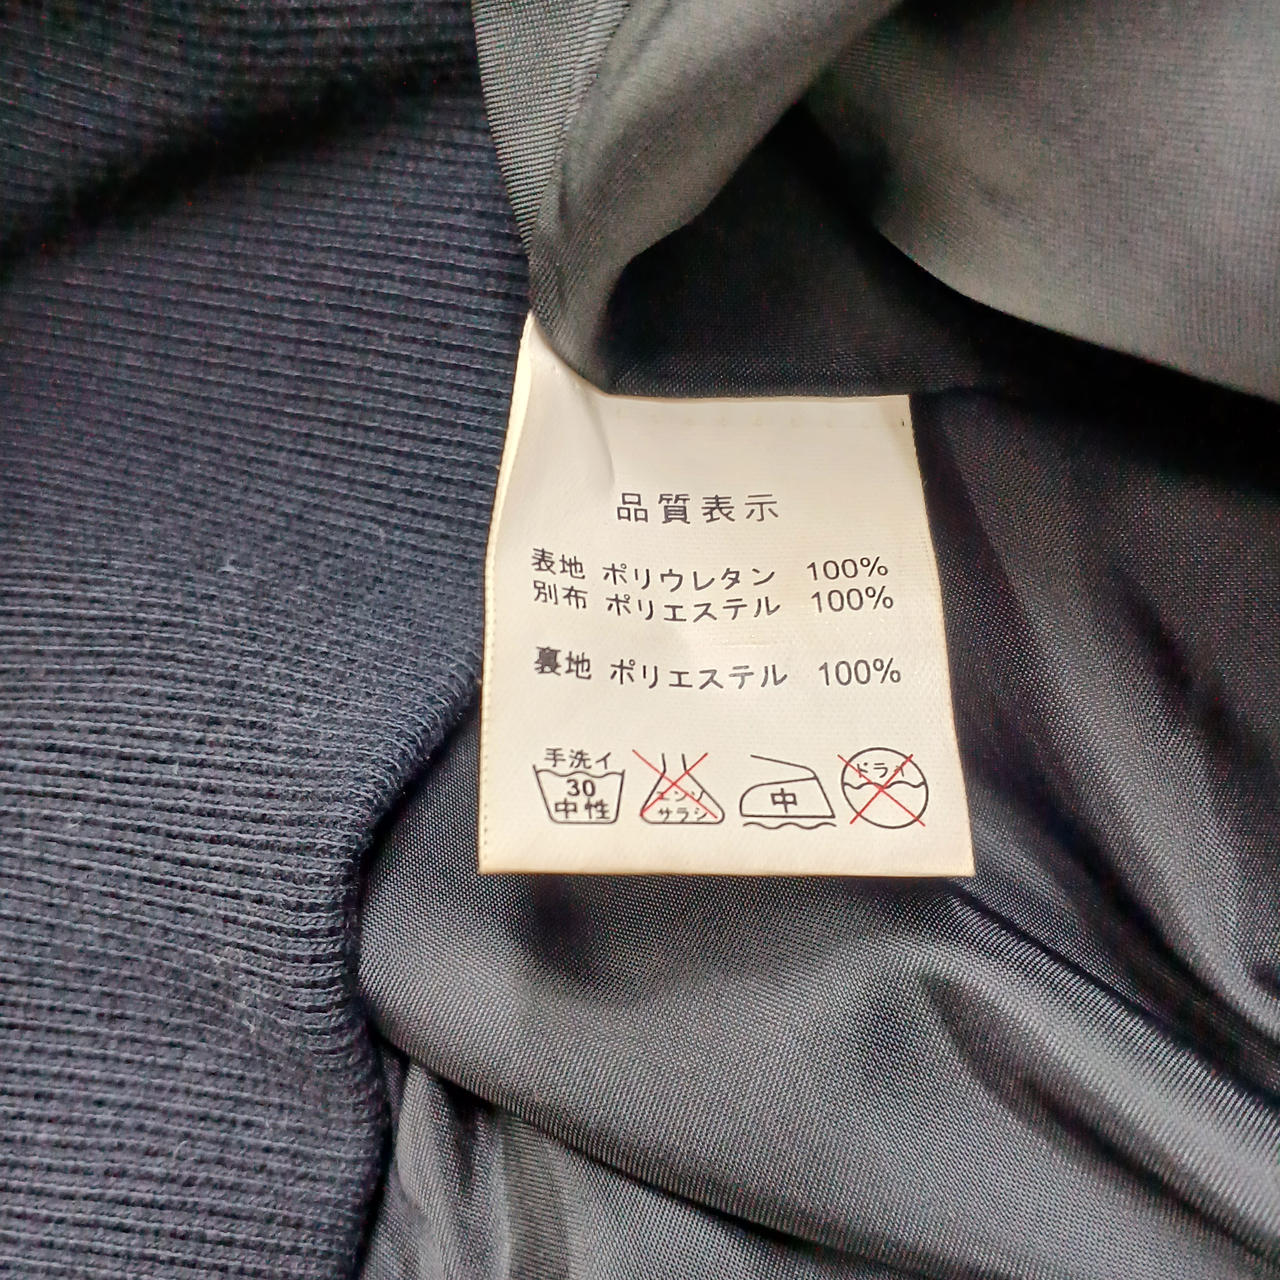 品質表示
表地 ポリウレタン 100%
別布 ポリエステル 100%
裏地 ポリエステル 100%
手洗イ
30
中性
エンソ
サラシ
中
ドライ